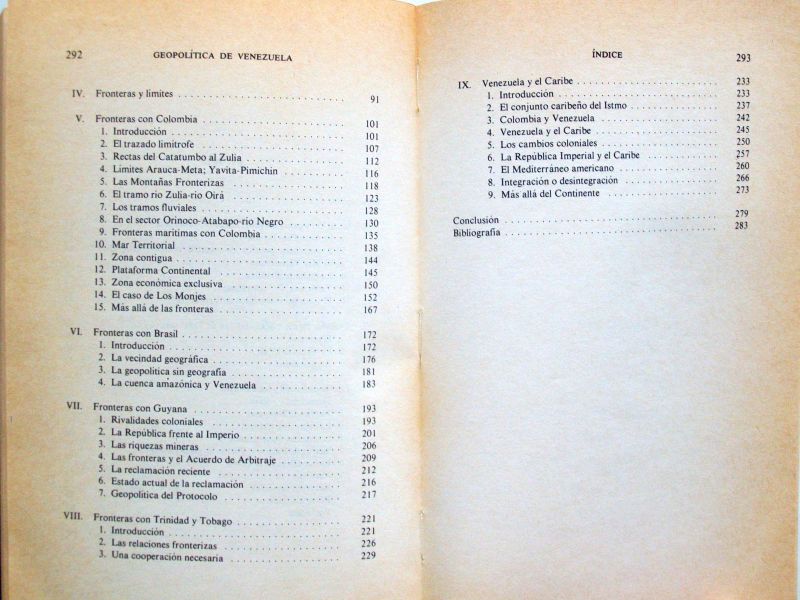 292 GEOPOLÍTICA DE VENEZUELA
IV. Fronteras y límites 91
V. Fronteras con Colombia 101
1. Introducción 101
2. El trazado limítrofe 107
3. Rectas del Catatumbo al Zulia 112
4. Límites Arauca-Meta; Yavita-Pimichin 116
5. Las Montañas Fronterizas 118
6. El tramo río Zulia-río Oirá 123
7. Los tramos fluviales 128
8. En el sector Orinoco-Atabapo-río Negro 130
9. Fronteras marítimas con Colombia 135
10. Mar Territorial 138
11. Zona contigua 144
12. Plataforma Continental 145
13. Zona económica exclusiva 150
14. El caso de Los Monjes 152
15. Más allá de las fronteras 167
VI. Fronteras con Brasil 172
1. Introducción 172
2. La vecindad geográfica 176
3. La geopolítica sin geografía 181
4. La cuenca amazónica y Venezuela 183
VII. Fronteras con Guyana 193
1. Rivalidades coloniales 193
2. La República frente al Imperio 201
3. Las riquezas mineras 206
4. Las fronteras y el Acuerdo de Arbitraje 209
5. La reclamación reciente 212
6. Estado actual de la reclamación 216
7. Geopolítica del Protocolo 217
VIII. Fronteras con Trinidad y Tobago 221
1. Introducción 221
2. Las relaciones fronterizas 226
3. Una cooperación necesaria 229
ÍNDICE 293
IX. Venezuela y el Caribe 233
1. Introducción 233
2. El conjunto caribeño del Istmo 237
3. Colombia y Venezuela 242
4. Venezuela y el Caribe 245
5. Los cambios coloniales 250
6. La República Imperial y el Caribe 257
7. El Mediterráneo americano 260
8. Integración o desintegración 266
9. Más allá del Continente 273
Conclusión 279
Bibliografía 283